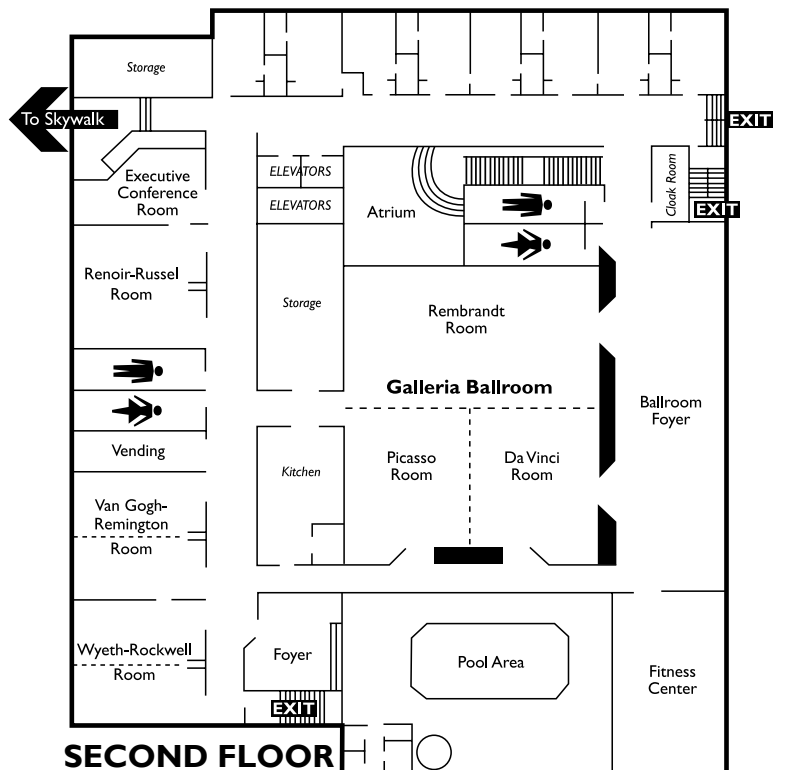 Storage
To Skywalk
EXIT
Executive
Conference
Room
ELEVATORS
ELEVATORS
Atrium
Cloak Room
EXIT
Renoir-Russel
Room
Storage
Rembrandt
Room
Galleria Ballroom
Ballroom
Foyer
Vending
Kitchen
Picasso
Room
Da Vinci
Room
Van Gogh-
Remington
Room
Wyeth-Rockwell
Room
Foyer
Pool Area
Fitness
Center
EXIT
SECOND FLOOR